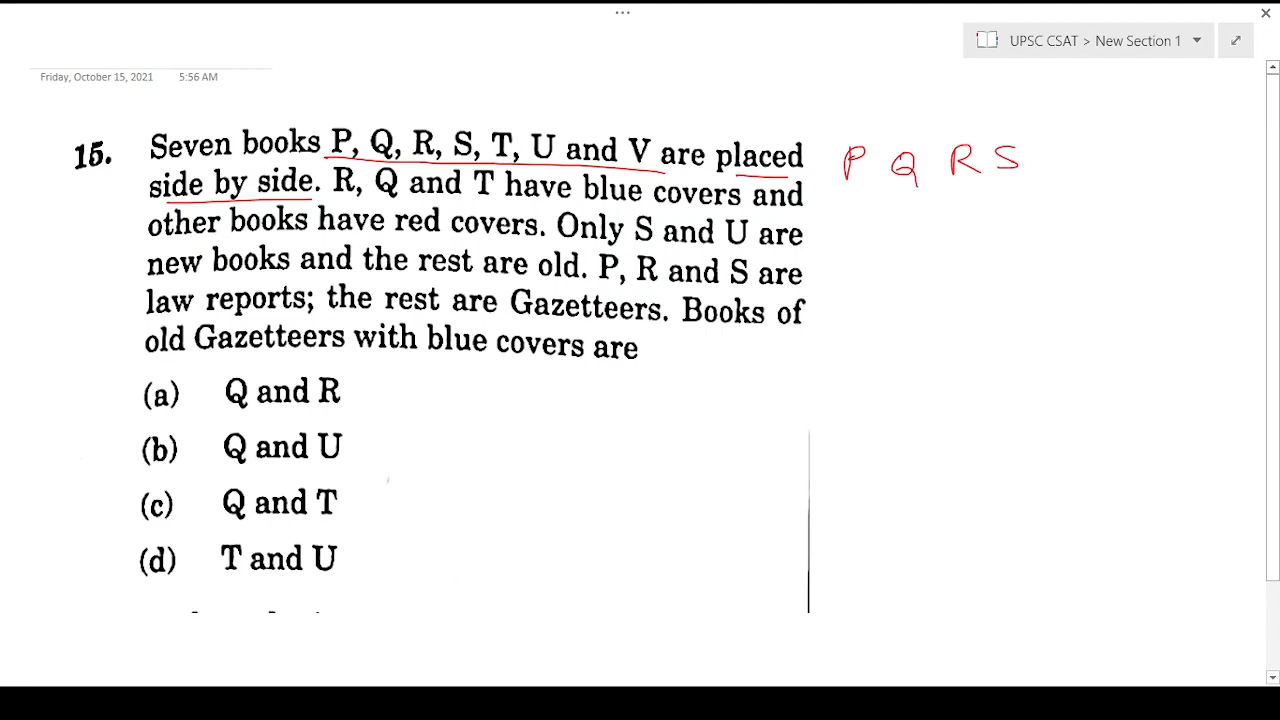 ...
UPSC CSAT > New Section 1
Friday, October 15, 2021 5:56 AM
15. Seven books P, Q, R, S, T, U and V are placed
side by side. R, Q and T have blue covers and
other books have red covers. Only S and U are
new books and the rest are old. P, R and S are
law reports; the rest are Gazetteers. Books of
old Gazetteers with blue covers are
P Q R S
(a) Q and R
(b) Q and U
(c) Q and T
(d) T and U